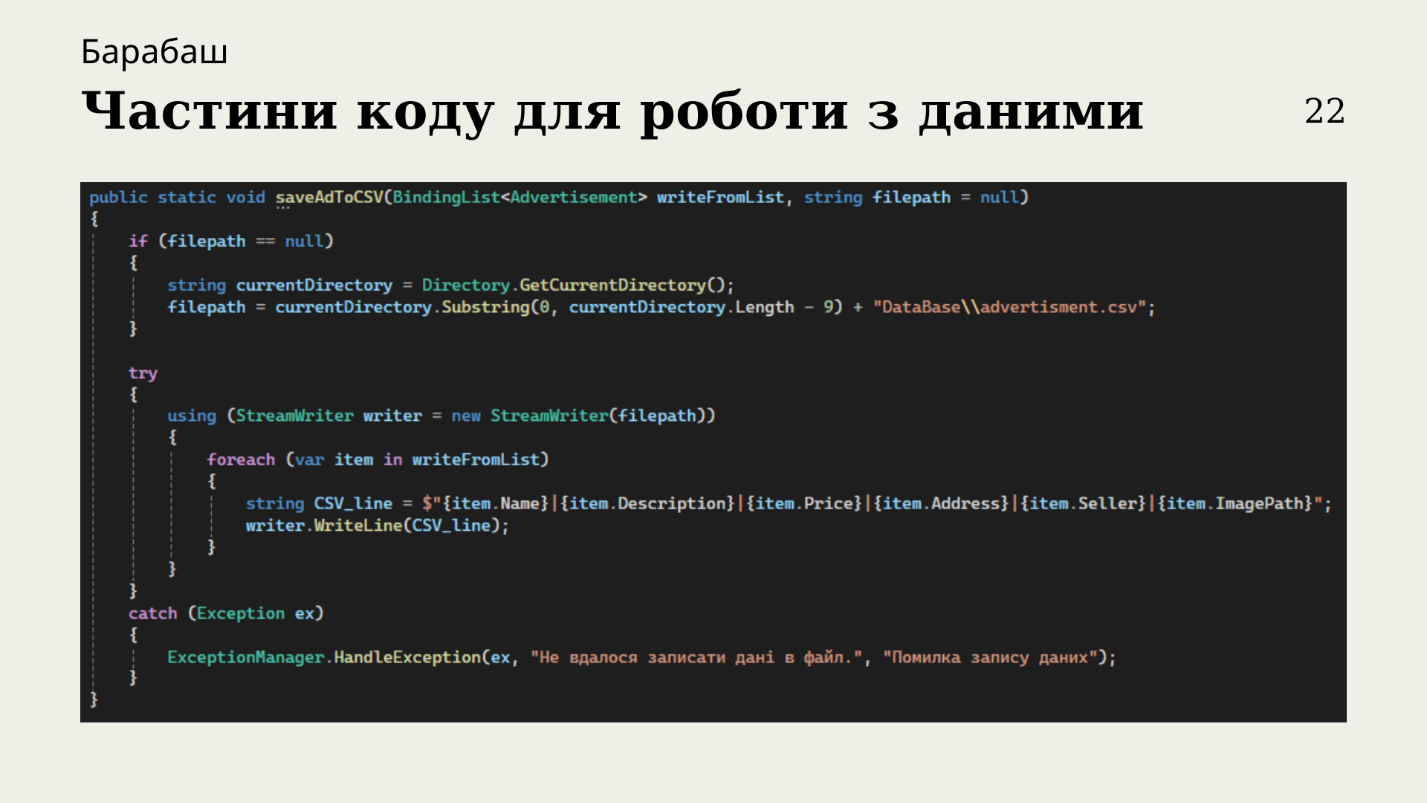 Барабаш
Частини коду для роботи з даними
22
public static void saveAdToCSV(BindingList<Advertisement> writeFromList, string filepath = null)
{
    if (filepath == null)
    {
        string currentDirectory = Directory.GetCurrentDirectory();
        filepath = currentDirectory.Substring(0, currentDirectory.Length - 9) + "DataBase\\advertisment.csv";
    }

    try
    {
        using (StreamWriter writer = new StreamWriter(filepath))
        {
            foreach (var item in writeFromList)
            {
                string CSV_line = $"{item.Name}|{item.Description}|{item.Price}|{item.Address}|{item.Seller}|{item.ImagePath}";
                writer.WriteLine(CSV_line);
            }
        }
    }
    catch (Exception ex)
    {
        ExceptionManager.HandleException(ex, "Не вдалося записати дані в файл.", "Помилка запису даних");
    }
}